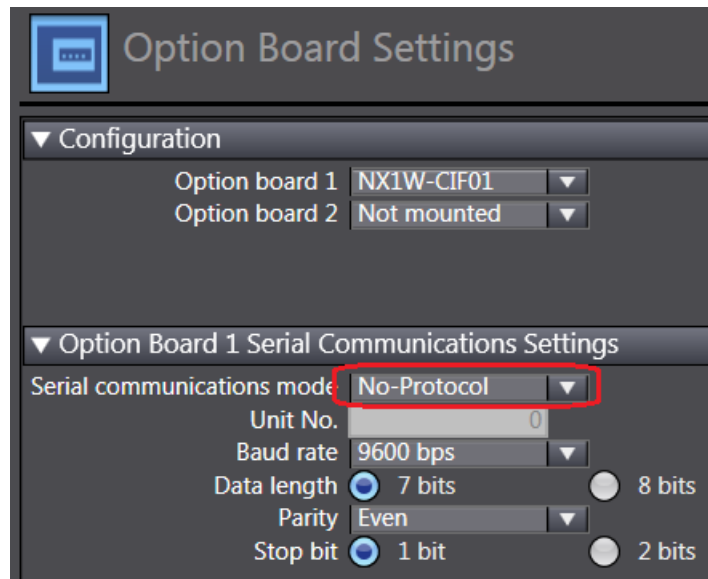 Option Board Settings
▼ Configuration
Option board 1 NX1W-CIF01
Option board 2 Not mounted
▼ Option Board 1 Serial Communications Settings
Serial communications mode No-Protocol
Unit No. 0
Baud rate 9600 bps
Data length 7 bits 8 bits
Parity Even
Stop bit 1 bit 2 bits